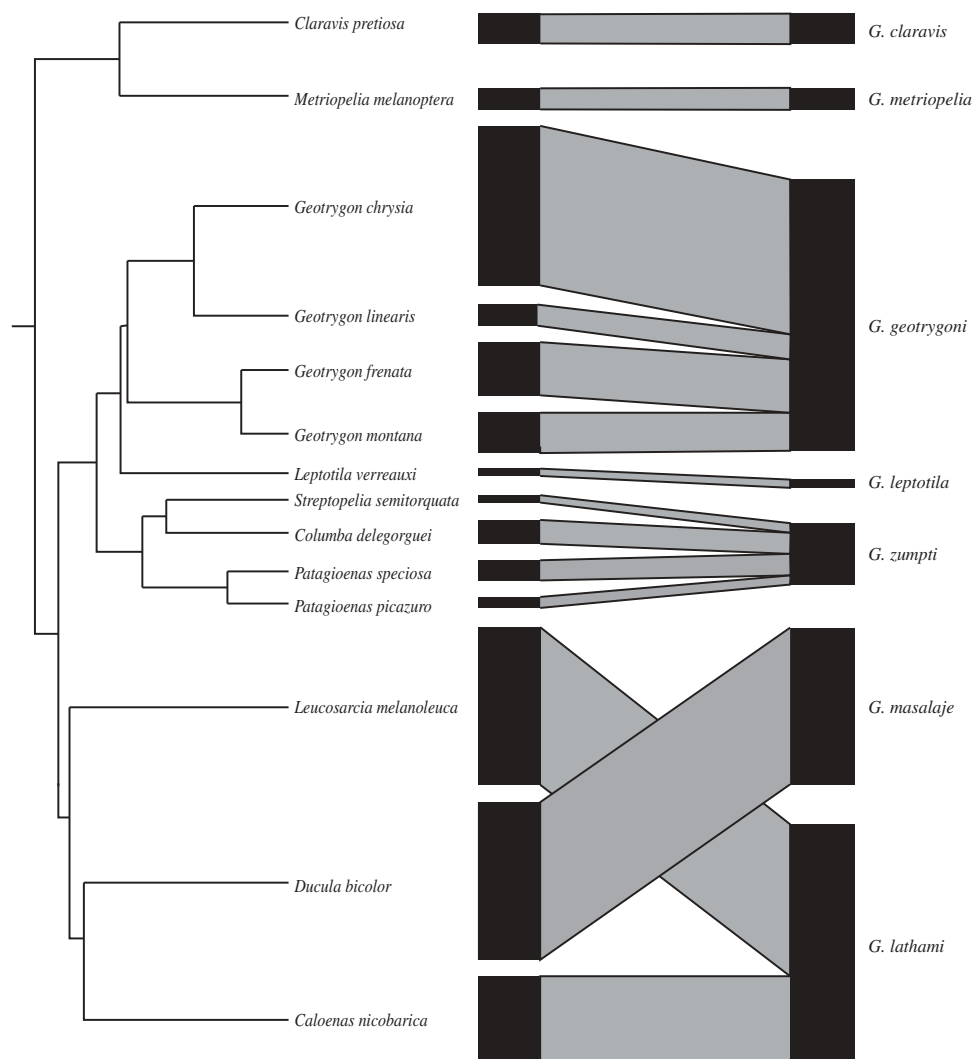 Claravis pretiosa
G. claravis
Metriopelia melanoptera
G. metriopelia
Geotrygon chrysia
Geotrygon linearis
G. geotrygoni
Geotrygon frenata
Geotrygon montana
Leptotila verreauxi
G. leptotila
Streptopelia semitorquata
Columba delegorguei
G. zumpti
Patagioenas speciosa
Patagioenas picazuro
Leucosarcia melanoleuca
G. masalaje
Ducula bicolor
G. lathami
Caloenas nicobarica